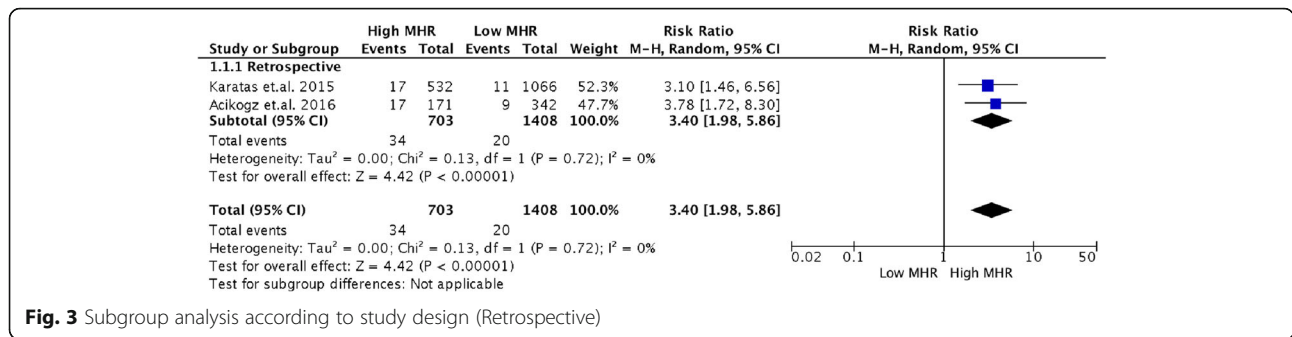 High MHR Low MHR Risk Ratio Risk Ratio
Study or Subgroup Events Total Events Total Weight M-H, Random, 95% CI M-H, Random, 95% CI
1.1.1 Retrospective
Karatas et.al. 2015 17 532 11 1066 52.3% 3.10 [1.46, 6.56]
Acikogz et.al. 2016 17 171 9 342 47.7% 3.78 [1.72, 8.30]
Subtotal (95% CI) 703 1408 100.0% 3.40 [1.98, 5.86]
Total events 34 20
Heterogeneity: Tau² = 0.00; Chi² = 0.13, df = 1 (P = 0.72); I² = 0%
Test for overall effect: Z = 4.42 (P < 0.00001)
Total (95% CI) 703 1408 100.0% 3.40 [1.98, 5.86]
Total events 34 20
Heterogeneity: Tau² = 0.00; Chi² = 0.13, df = 1 (P = 0.72); I² = 0%
Test for overall effect: Z = 4.42 (P < 0.00001)
Test for subgroup differences: Not applicable
0.02 0.1 1 10 50
Low MHR High MHR
Fig. 3 Subgroup analysis according to study design (Retrospective)